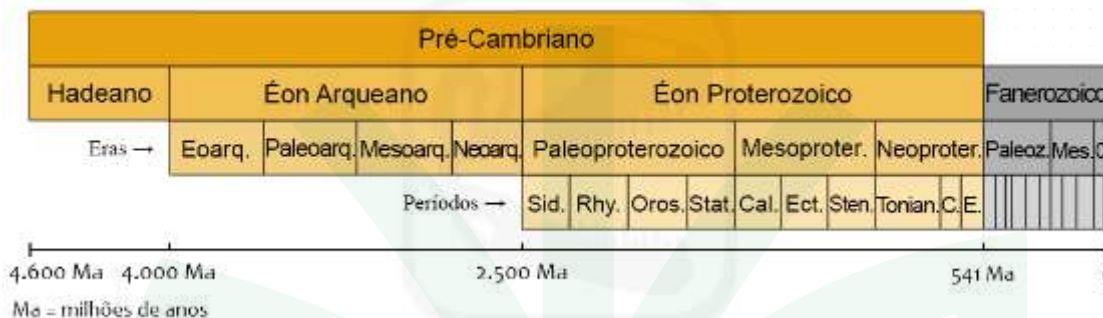 Pré-Cambriano
Hadeano Éon Arqueano Éon Proterozoico Fanerozoico
Eras → Eoarq. Paleoarq. Mesoarq. Neoarq. Paleoproterozoico Mesoproter. Neoproter. Paleoz. Mes. C
Períodos → Sid. Rhy. Oros. Stat. Cal. Ect. Sten. Tonian. C. E.
4.600 Ma 4.000 Ma 2.500 Ma 541 Ma
Ma = milhões de anos